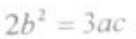 2b² = 3ac